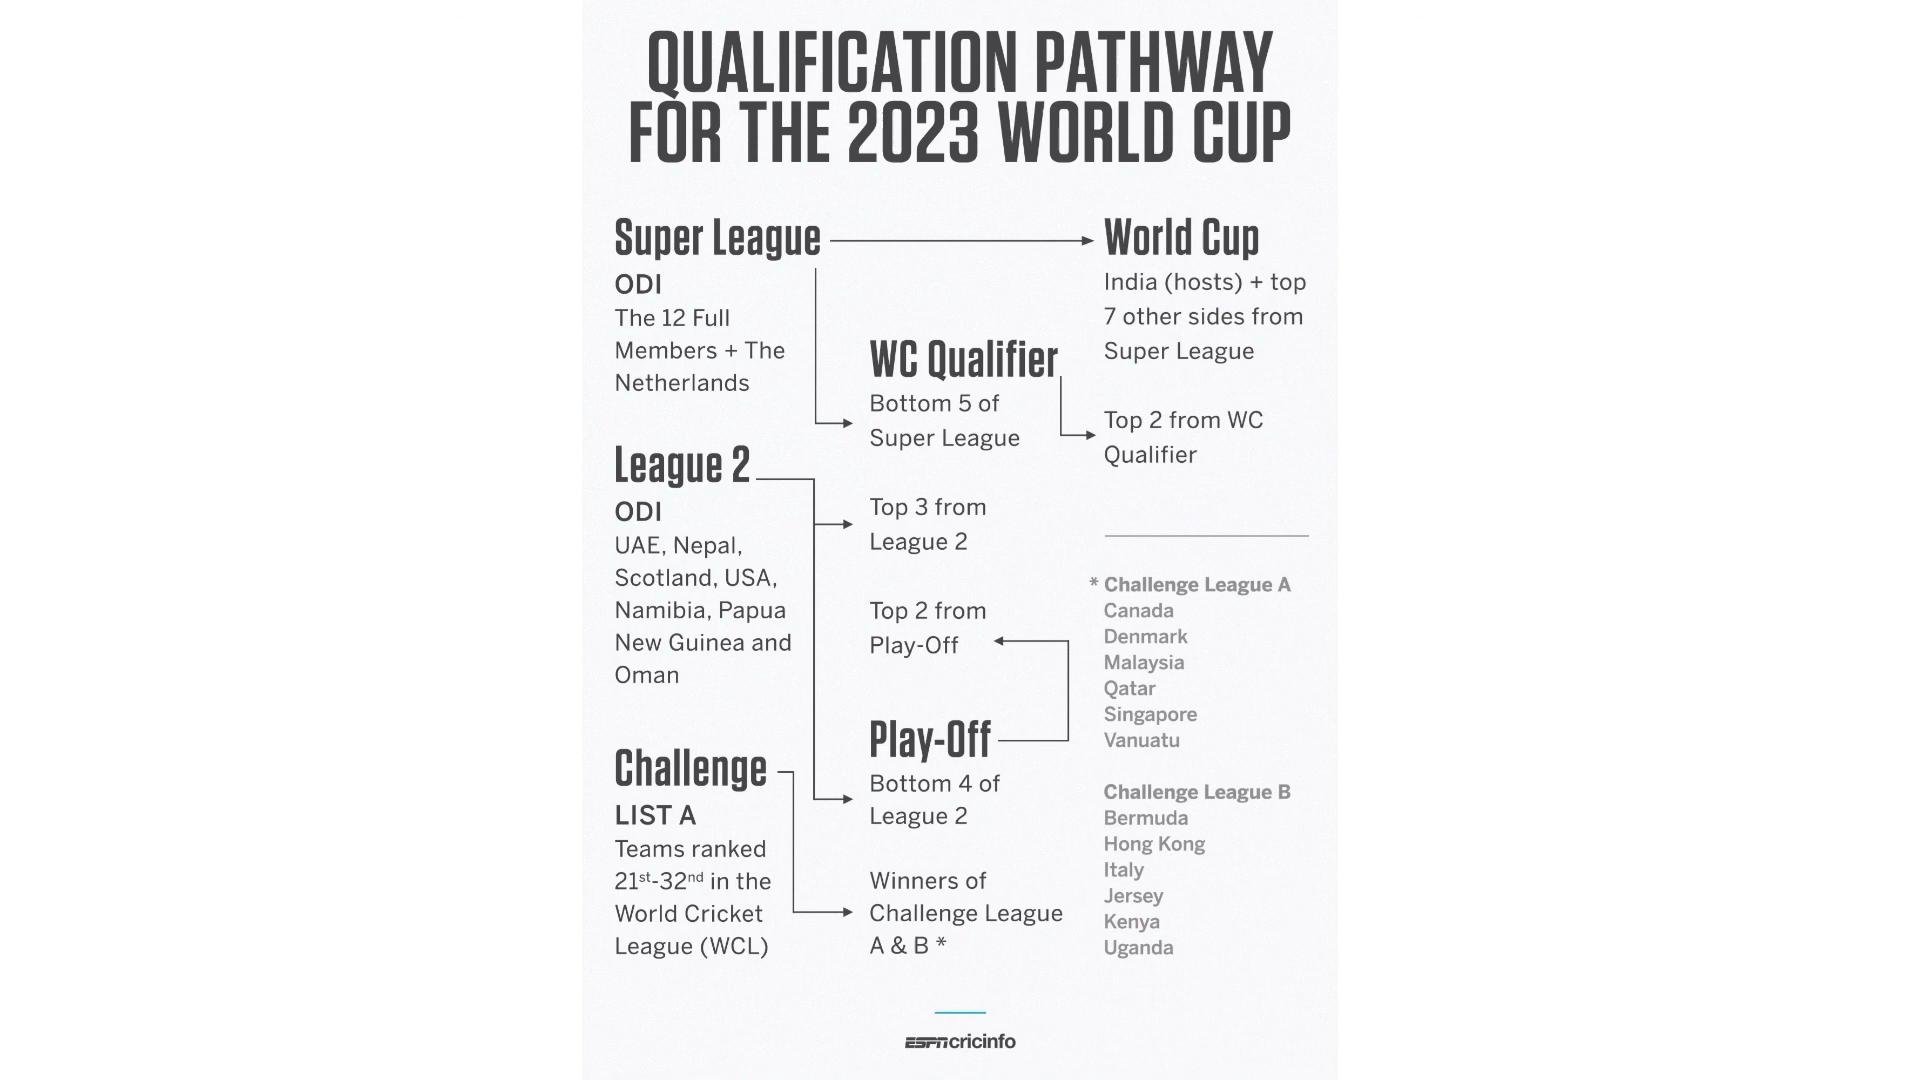 QUALIFICATION PATHWAY
FOR THE 2023 WORLD CUP
Super League
ODI
The 12 Full
Members + The
Netherlands
League 2
ODI
UAE, Nepal,
Scotland, USA,
Namibia, Papua
New Guinea and
Oman
Challenge
LIST A
Teams ranked
21st-32nd in the
World Cricket
League (WCL)
WC Qualifier
Bottom 5 of
Super League
Top 3 from
League 2
Top 2 from
Play-Off
Play-Off
Bottom 4 of
League 2
Winners of
Challenge League
A & B *
World Cup
India (hosts) + top
7 other sides from
Super League
Top 2 from WC
Qualifier
* Challenge League A
Canada
Denmark
Malaysia
Qatar
Singapore
Vanuatu
Challenge League B
Bermuda
Hong Kong
Italy
Jersey
Kenya
Uganda
ESPNcricinfo